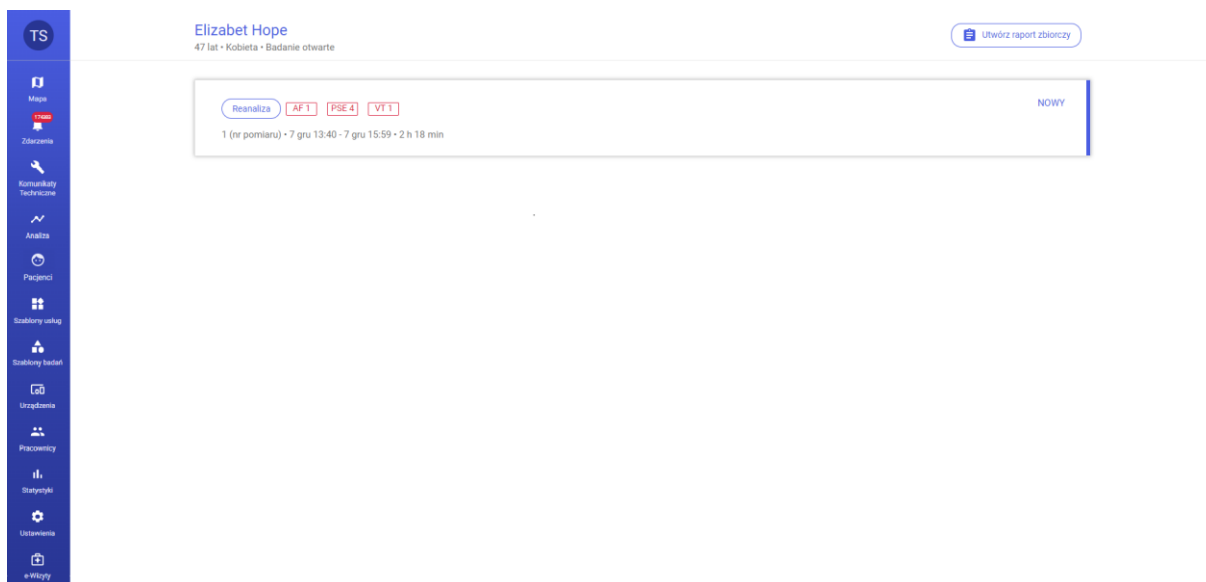 TS
Elizabet Hope
47 lat • Kobieta • Badanie otwarte
Utwórz raport zbiorczy
Reanaliza AF 1 PSE 4 VT 1
NOWY
1 (nr pomiaru) • 7 gru 13:40 - 7 gru 15:59 • 2 h 18 min
Mapa
Zdarzenia
Komunikaty
Techniczne
Analiza
Pacjenci
Szablony usług
Szablony badań
Urządzenia
Pracownicy
Statystyki
Ustawienia
e-Wizyty